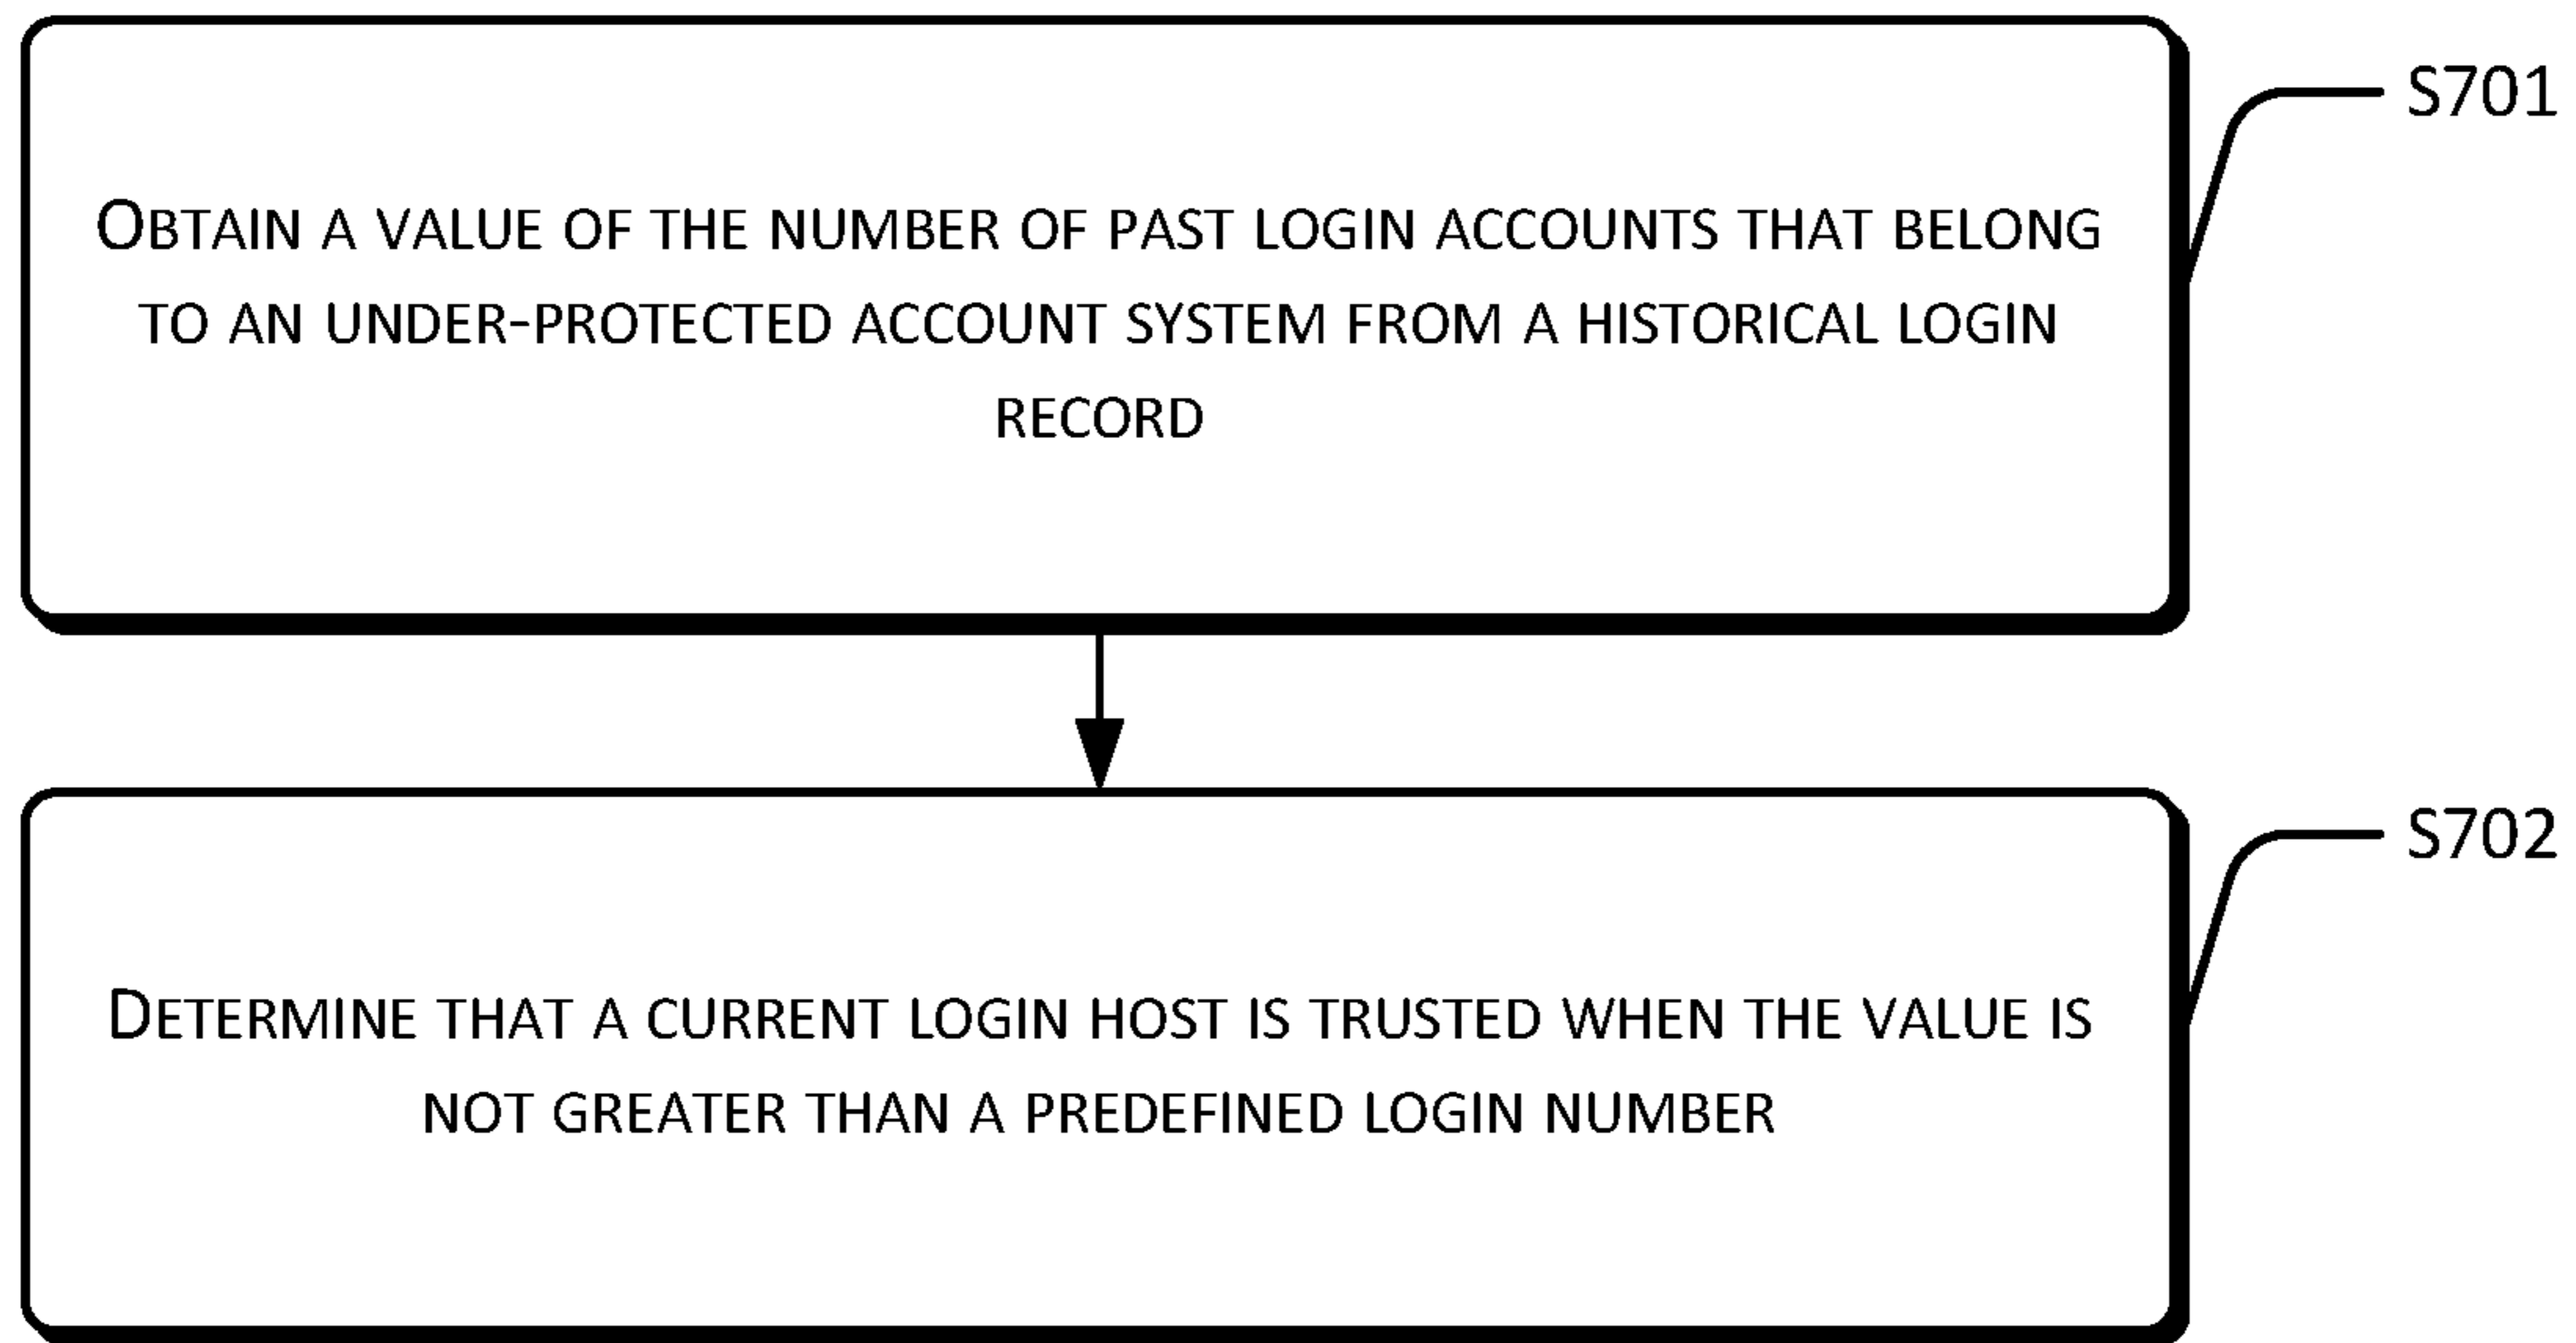 OBTAIN A VALUE OF THE NUMBER OF PAST LOGIN ACCOUNTS THAT BELONG
TO AN UNDER-PROTECTED ACCOUNT SYSTEM FROM A HISTORICAL LOGIN
RECORD
S701
DETERMINE THAT A CURRENT LOGIN HOST IS TRUSTED WHEN THE VALUE IS
NOT GREATER THAN A PREDEFINED LOGIN NUMBER
S702